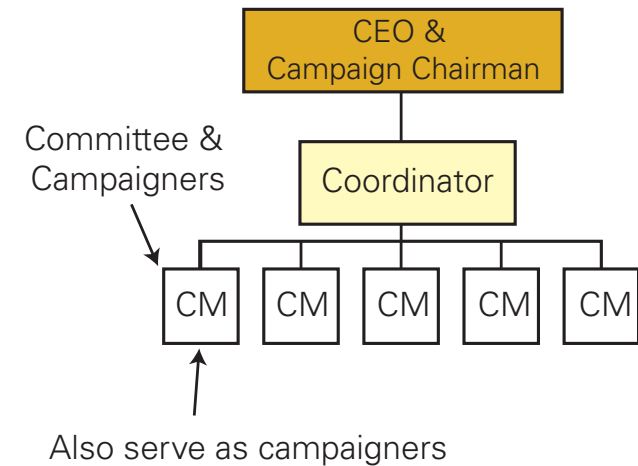 CEO &
Campaign Chairman
Committee &
Campaigners
Coordinator
CM CM CM CM CM
Also serve as campaigners